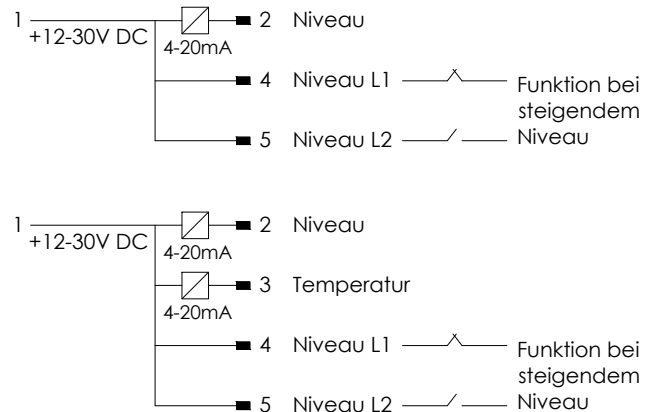 1 2 Niveau
+12-30V DC
4-20mA
4 Niveau L1
Funktion bei
steigendem
5 Niveau L2 Niveau
1 2 Niveau
+12-30V DC
4-20mA
3 Temperatur
4-20mA
4 Niveau L1
Funktion bei
steigendem
5 Niveau L2 Niveau